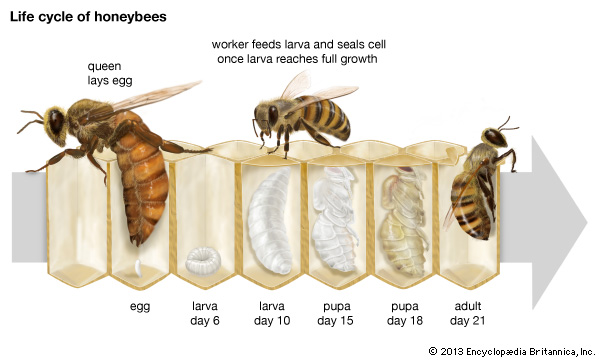 Life cycle of honeybees
queen
lays egg
worker feeds larva and seals cell
once larva reaches full growth
egg
larva
day 6
larva
day 10
pupa
day 15
pupa
day 18
adult
day 21
© 2013 Encyclopædia Britannica, Inc.